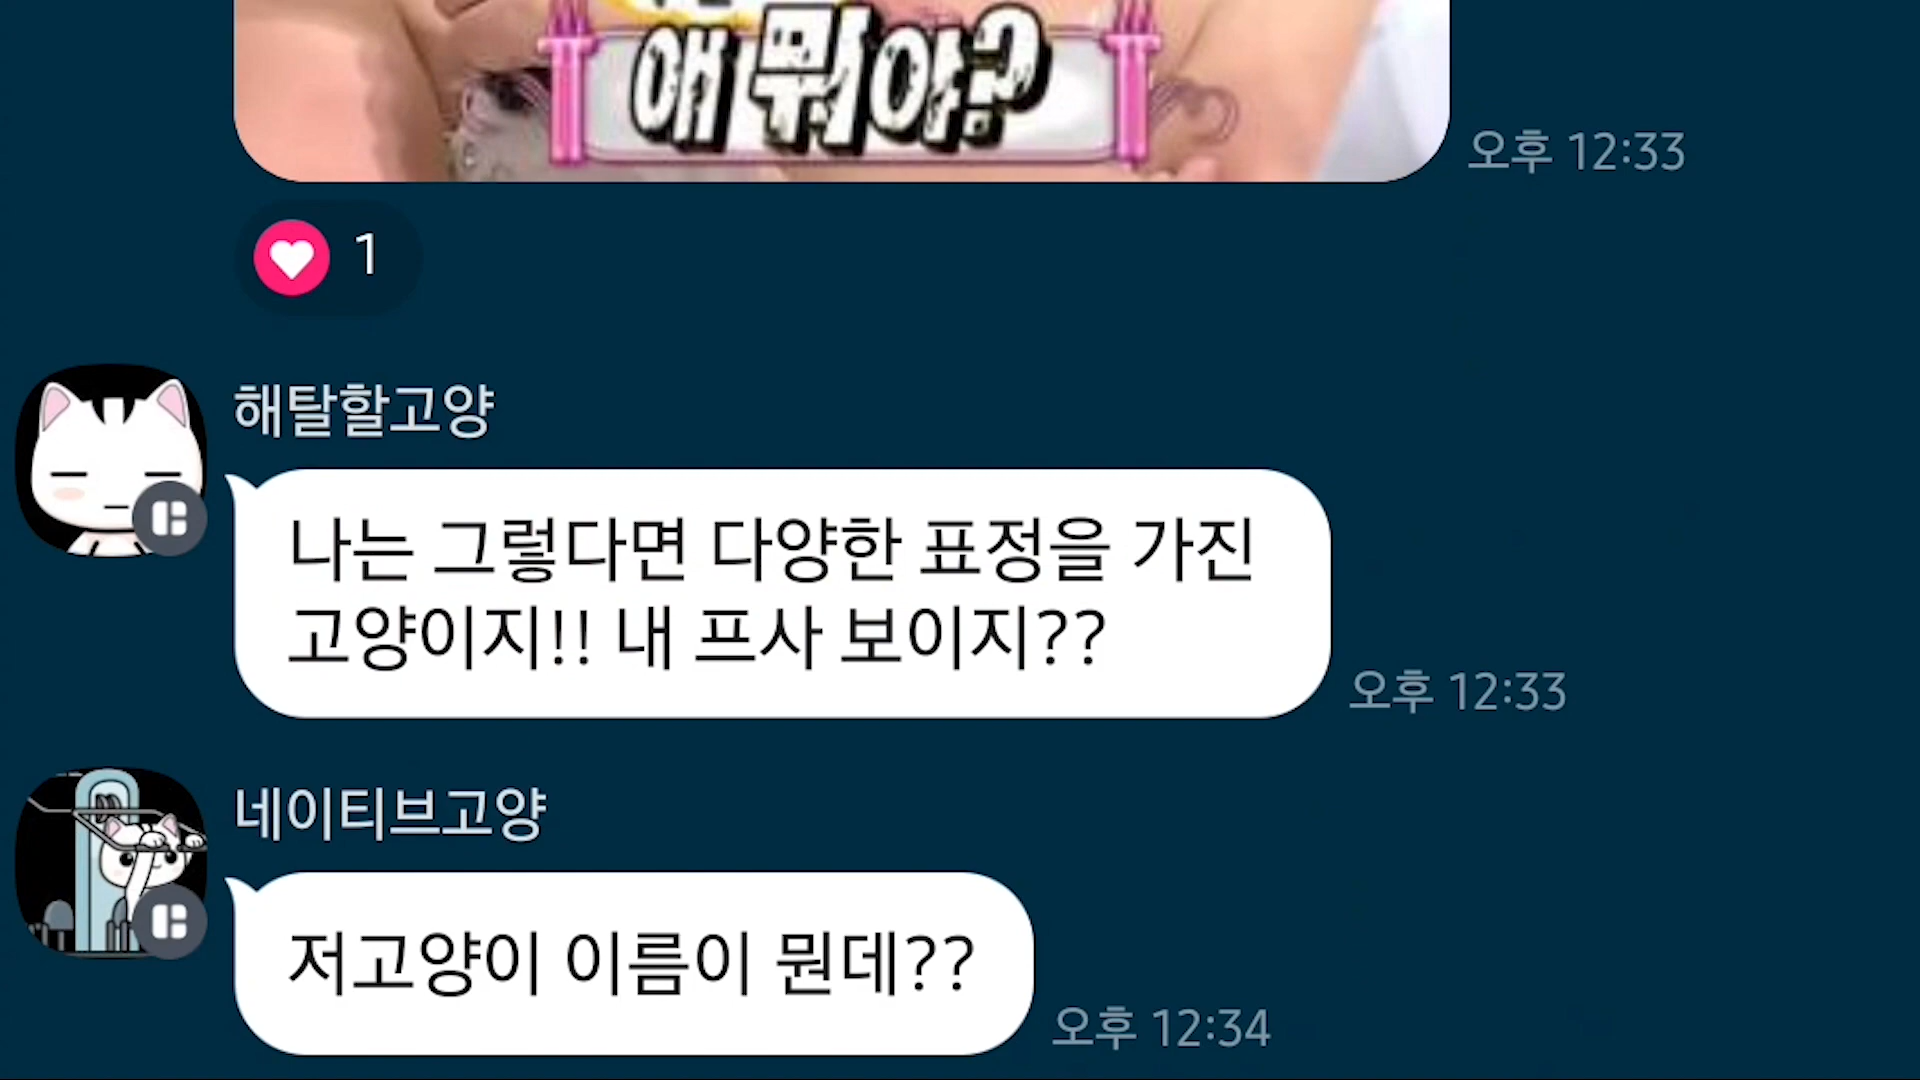 얘 뭐야?
오후 12:33
1
해탈할고양
나는 그렇다면 다양한 표정을 가진
고양이지!! 내 프사 보이지??
오후 12:33
네이티브고양
저고양이 이름이 뭔데??
오후 12:34